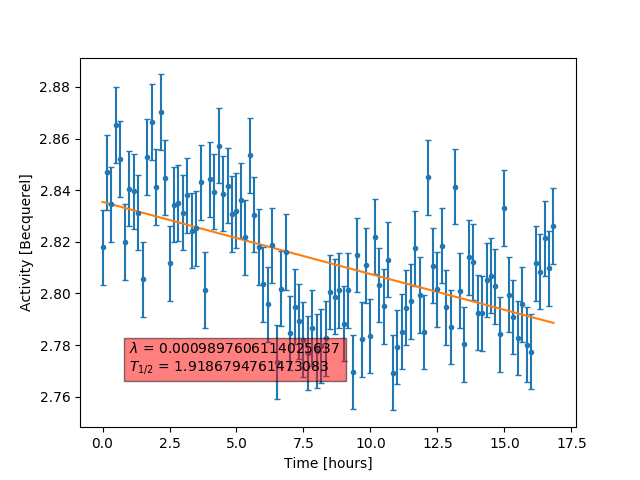 2.88
2.86
2.84
2.82
2.80
2.78
2.76
Activity [Becquerel]
λ = 0.0009897606114025637
T1/2 = 1.9186794761473083
0.0 2.5 5.0 7.5 10.0 12.5 15.0 17.5
Time [hours]